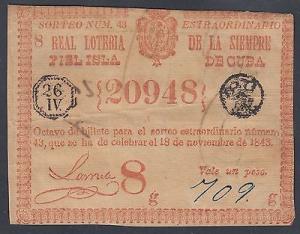 SORTEO NUM. 43 EXTRAORDINARIO
8 REAL LOTERIA DE LA SIEMPRE
FIEL ISLA DE CUBA
26 IV. {20948}
Octavo de billete para el sorteo extraordinario núm.
43, que se ha de celebrar el 18 de noviembre de 1843.
Vale un peso.
8 709.
g g